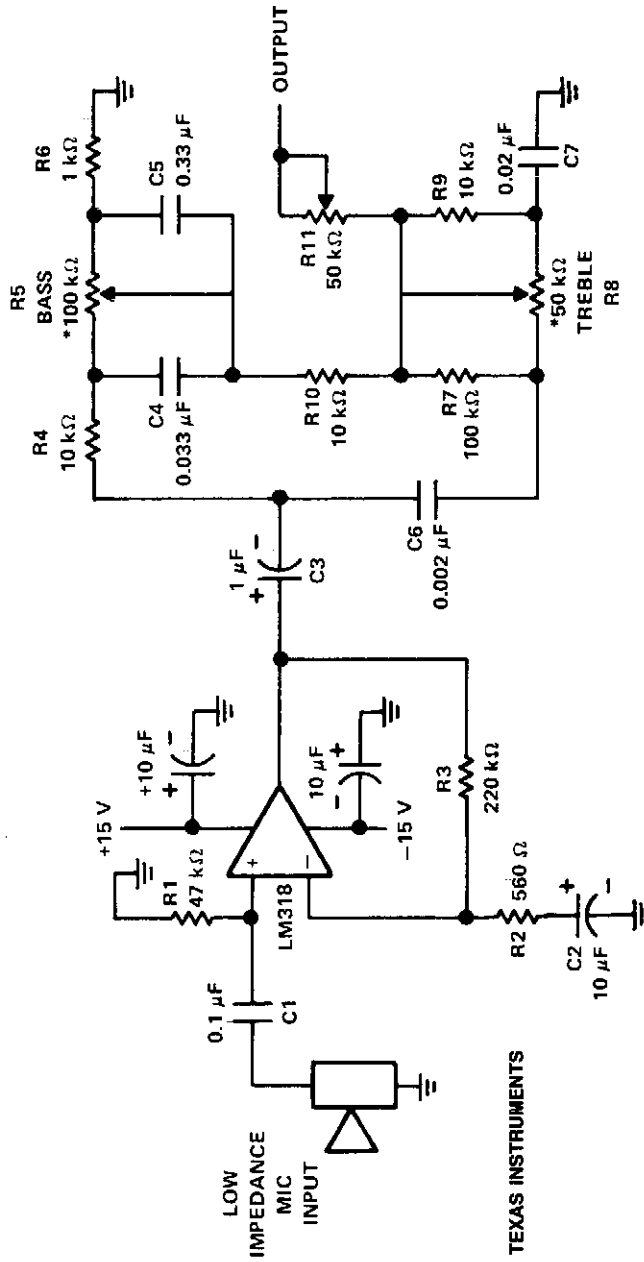 LOW
IMPEDANCE
MIC
INPUT
0.1 µF
C1
R1
47 kΩ
+15 V
+
+10 µF
-
+
-
LM318
10 µF
+
-
-15 V
R3
220 kΩ
R2
560 Ω
C2
10 µF
+
-
1 µF
+
-
C3
R4
10 kΩ
R5
BASS
*100 kΩ
R6
1 kΩ
C4
0.033 µF
C5
0.33 µF
R10
10 kΩ
R11
50 kΩ
OUTPUT
R7
100 kΩ
R9
10 kΩ
C6
0.002 µF
*50 kΩ
TREBLE
R8
0.02 µF
C7
TEXAS INSTRUMENTS